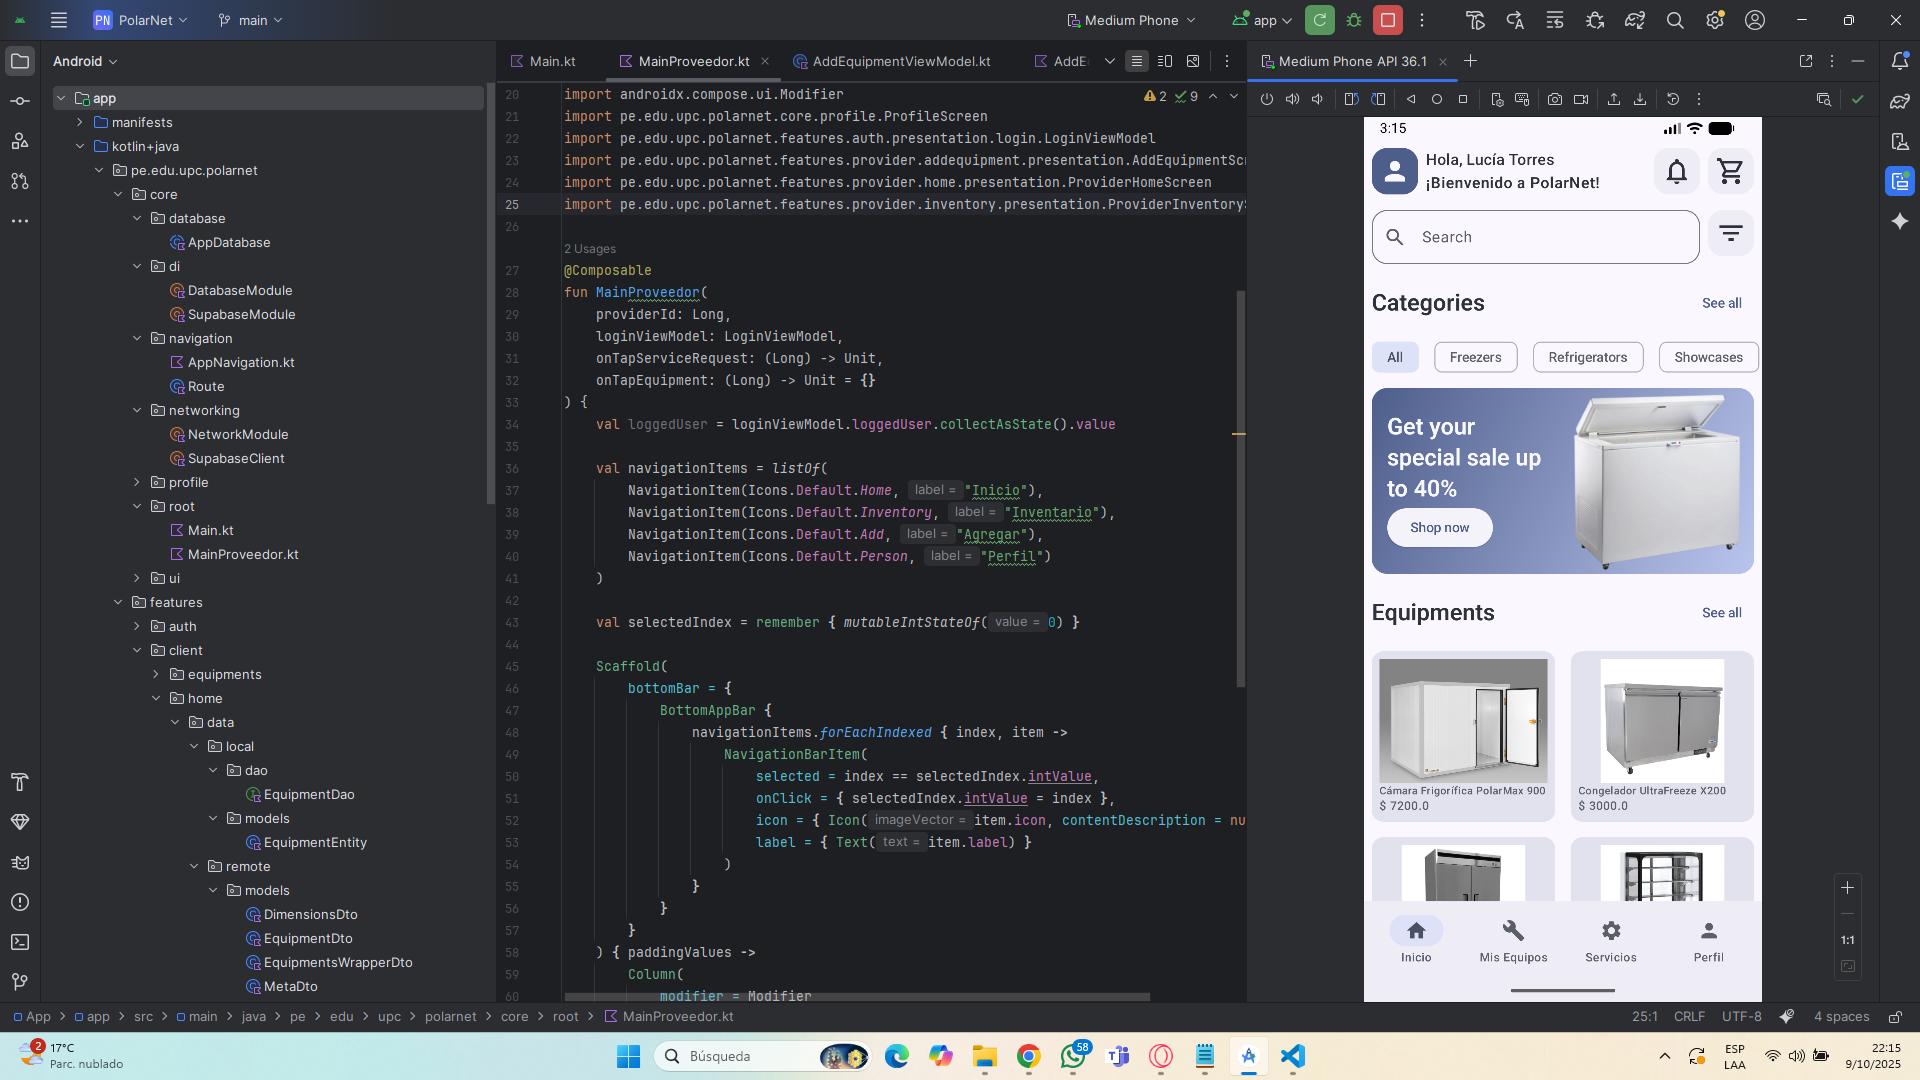 PN PolarNet
main
Medium Phone
app
Android
app
manifests
kotlin+java
pe.edu.upc.polarnet
core
database
AppDatabase
di
DatabaseModule
SupabaseModule
navigation
AppNavigation.kt
Route
networking
NetworkModule
SupabaseClient
profile
root
Main.kt
MainProveedor.kt
ui
features
auth
client
equipments
home
data
local
dao
EquipmentDao
models
EquipmentEntity
remote
models
DimensionsDto
EquipmentDto
EquipmentsWrapperDto
MetaDto
Main.kt
MainProveedor.kt
AddEquipmentViewModel.kt
AddE
2 9
20 import androidx.compose.ui.Modifier
21 import pe.edu.upc.polarnet.core.profile.ProfileScreen
22 import pe.edu.upc.polarnet.features.auth.presentation.login.LoginViewModel
23 import pe.edu.upc.polarnet.features.provider.addequipment.presentation.AddEquipmentScr
24 import pe.edu.upc.polarnet.features.provider.home.presentation.ProviderHomeScreen
25 import pe.edu.upc.polarnet.features.provider.inventory.presentation.ProviderInventoryS
26
2 Usages
27 @Composable
28 fun MainProveedor(
29 providerId: Long,
30 loginViewModel: LoginViewModel,
31 onTapServiceRequest: (Long) -> Unit,
32 onTapEquipment: (Long) -> Unit = {}
33 ) {
34 val loggedUser = loginViewModel.loggedUser.collectAsState().value
35
36 val navigationItems = listOf(
37 NavigationItem(Icons.Default.Home, label = "Inicio"),
38 NavigationItem(Icons.Default.Inventory, label = "Inventario"),
39 NavigationItem(Icons.Default.Add, label = "Agregar"),
40 NavigationItem(Icons.Default.Person, label = "Perfil")
41 )
42
43 val selectedIndex = remember { mutableIntStateOf( value = 0) }
44
45 Scaffold(
46 bottomBar = {
47 BottomAppBar {
48 navigationItems.forEachIndexed { index, item ->
49 NavigationBarItem(
50 selected = index == selectedIndex.intValue,
51 onClick = { selectedIndex.intValue = index },
52 icon = { Icon( imageVector = item.icon, contentDescription = nu
53 label = { Text( text = item.label) }
54 )
55 }
56 }
57 }
58 ) { paddingValues ->
59 Column(
60 modifier = Modifier
Medium Phone API 36.1
3:15
Hola, Lucía Torres
¡Bienvenido a PolarNet!
Search
Categories
See all
All
Freezers
Refrigerators
Showcases
Get your
special sale up
to 40%
Shop now
Equipments
See all
Cámara Frigorífica PolarMax 900
$ 7200.0
Congelador UltraFreeze X200
$ 3000.0
Inicio
Mis Equipos
Servicios
Perfil
1:1
App > app > src > main > java > pe > edu > upc > polarnet > core > root > MainProveedor.kt
25:1 CRLF UTF-8 4 spaces
2
17°C
Parc. nublado
Búsqueda
58
ESP
LAA
22:15
9/10/2025